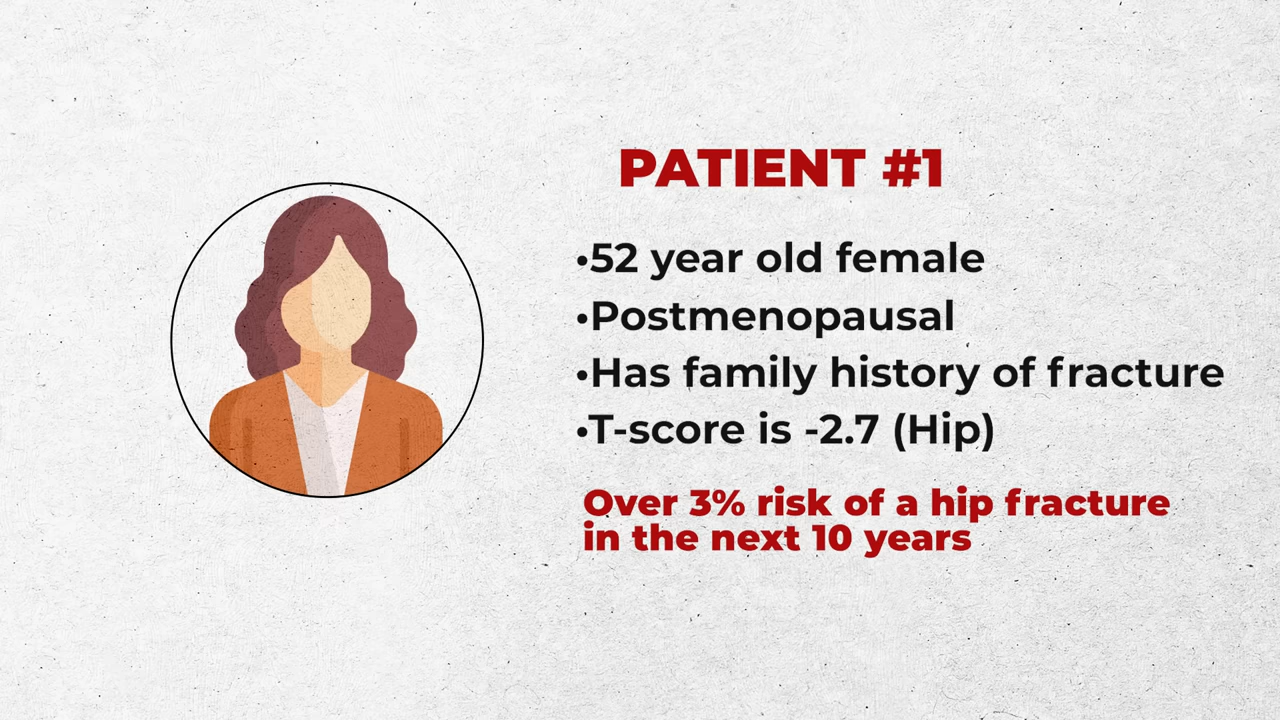 PATIENT #1
•52 year old female
•Postmenopausal
•Has family history of fracture
•T-score is -2.7 (Hip)
Over 3% risk of a hip fracture
in the next 10 years